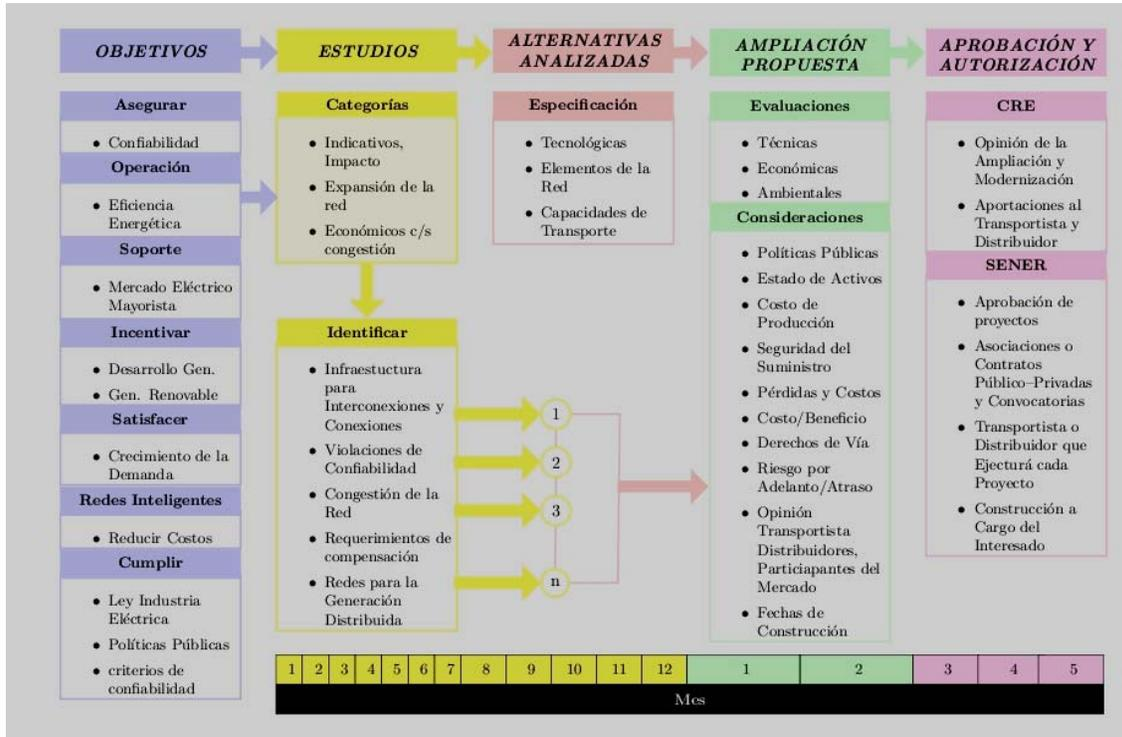 OBJETIVOS
ESTUDIOS
ALTERNATIVAS
ANALIZADAS
AMPLIACIÓN
PROPUESTA
APROBACIÓN Y
AUTORIZACIÓN
Asegurar
• Confiabilidad
Operación
• Eficiencia
Energética
Soporte
• Mercado Eléctrico
Mayorista
Incentivar
• Desarrollo Gen.
• Gen. Renovable
Satisfacer
• Crecimiento de la
Demanda
Redes Inteligentes
• Reducir Costos
Cumplir
• Ley Industria
Eléctrica
• Políticas Públicas
• criterios de
confiabilidad
Categorías
• Indicativos,
Impacto
• Expansión de la
red
• Económicos c/s
congestión
Identificar
• Infraestuctura
para
Interconexiones y
Conexiones
• Violaciones de
Confiabilidad
• Congestión de la
Red
• Requerimientos de
compensación
• Redes para la
Generación
Distribuida
Especificación
• Tecnológicas
• Elementos de la
Red
• Capacidades de
Transporte
1
2
3
n
Evaluaciones
• Técnicas
• Económicas
• Ambientales
Consideraciones
• Políticas Públicas
• Estado de Activos
• Costo de
Producción
• Seguridad del
Suministro
• Pérdidas y Costos
• Costo/Beneficio
• Derechos de Vía
• Riesgo por
Adelanto/Atraso
• Opinión
Transportista
Distribuidores,
Particiapantes del
Mercado
• Fechas de
Construcción
CRE
• Opinión de la
Ampliación y
Modernización
• Aportaciones al
Transportista y
Distribuidor
SENER
• Aprobación de
proyectos
• Asociaciones o
Contratos
Público–Privadas
y Convocatorias
• Transportista o
Distribuidor que
Ejecturá cada
Proyecto
• Construcción a
Cargo del
Interesado
1 2 3 4 5 6 7 8 9 10 11 12 1 2 3 4 5
Mes